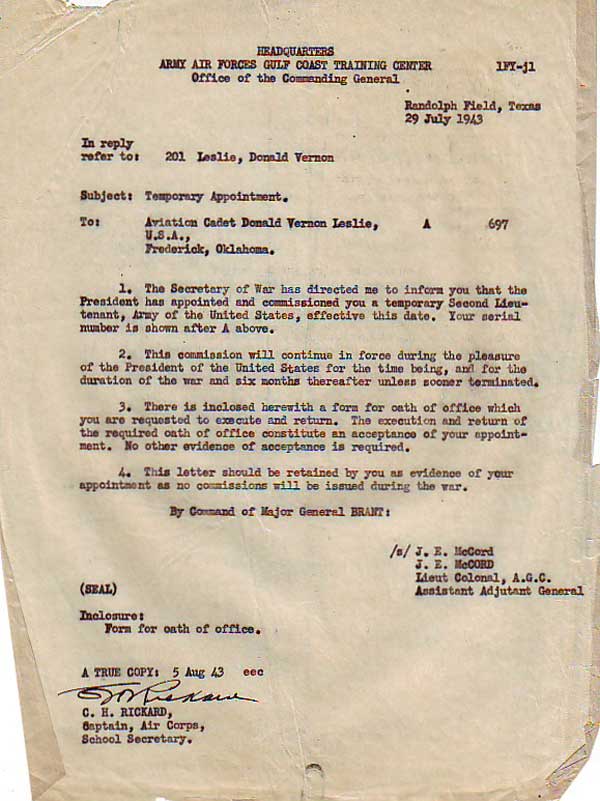 HEADQUARTERS
ARMY AIR FORCES GULF COAST TRAINING CENTER 1FY-j1
Office of the Commanding General
Randolph Field, Texas
29 July 1943
In reply
refer to: 201 Leslie, Donald Vernon
Subject: Temporary Appointment.
To: Aviation Cadet Donald Vernon Leslie, A 697
U.S.A.,
Frederick, Oklahoma.
1. The Secretary of War has directed me to inform you that the
President has appointed and commissioned you a temporary Second Lieu-
tenant, Army of the United States, effective this date. Your serial
number is shown after A above.
2. This commission will continue in force during the pleasure
of the President of the United States for the time being, and for the
duration of the war and six months thereafter unless sooner terminated.
3. There is inclosed herewith a form for oath of office which
you are requested to execute and return. The execution and return of
the required oath of office constitute an acceptance of your appoint-
ment. No other evidence of acceptance is required.
4. This letter should be retained by you as evidence of your
appointment as no commissions will be issued during the war.
By Command of Major General BRANT:
/s/ J. E. McCord
J. E. McCORD
Lieut Colonal, A.G.C.
Assistant Adjutant General
(SEAL)
Inclosure:
Form for oath of office.
A TRUE COPY: 5 Aug 43 eec
C. H. RICKARD,
Captain, Air Corps,
School Secretary.